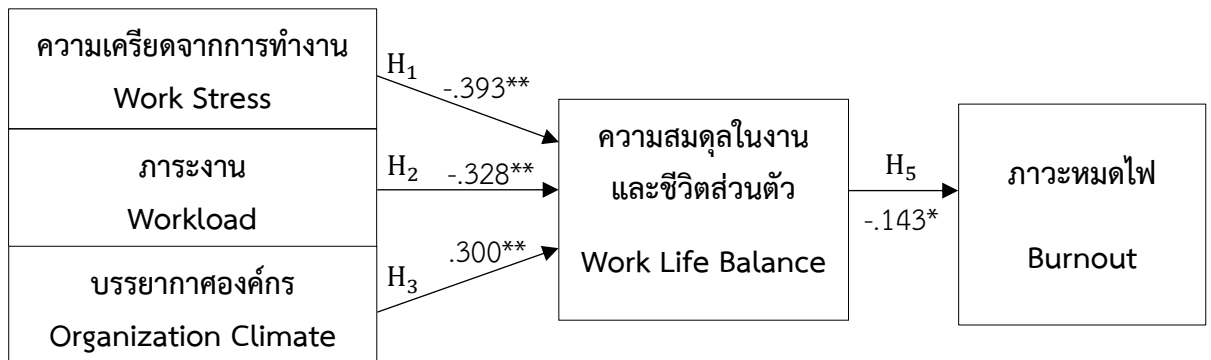 ความเครียดจากการทำงาน
Work Stress
ภาระงาน
Workload
บรรยากาศองค์กร
Organization Climate
H₁
-.393**
H₂ -.328**
.300**
H₃
ความสมดุลในงาน
และชีวิตส่วนตัว
Work Life Balance
H₅
-.143*
ภาวะหมดไฟ
Burnout